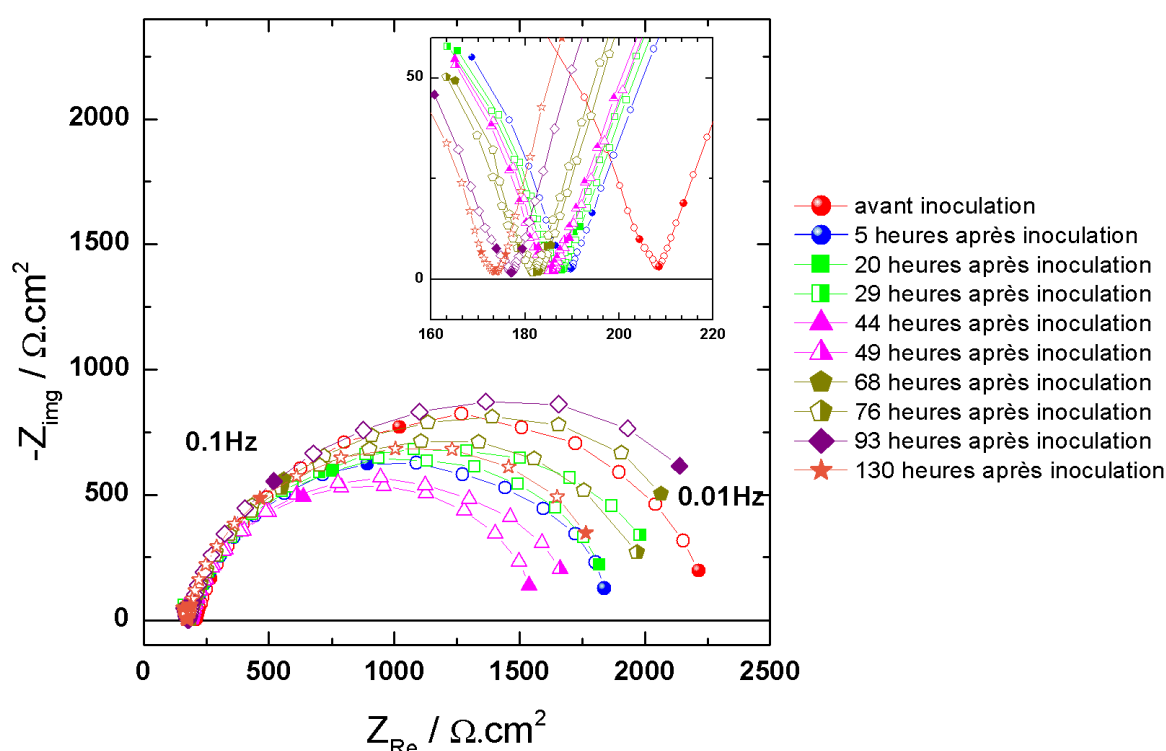 -Z_img / Ω.cm²
2000
1500
1000
500
0
0
500
1000
1500
2000
2500
Z_Re / Ω.cm²
50
0
160
180
200
220
0.1Hz
0.01Hz
avant inoculation
5 heures après inoculation
20 heures après inoculation
29 heures après inoculation
44 heures après inoculation
49 heures après inoculation
68 heures après inoculation
76 heures après inoculation
93 heures après inoculation
130 heures après inoculation